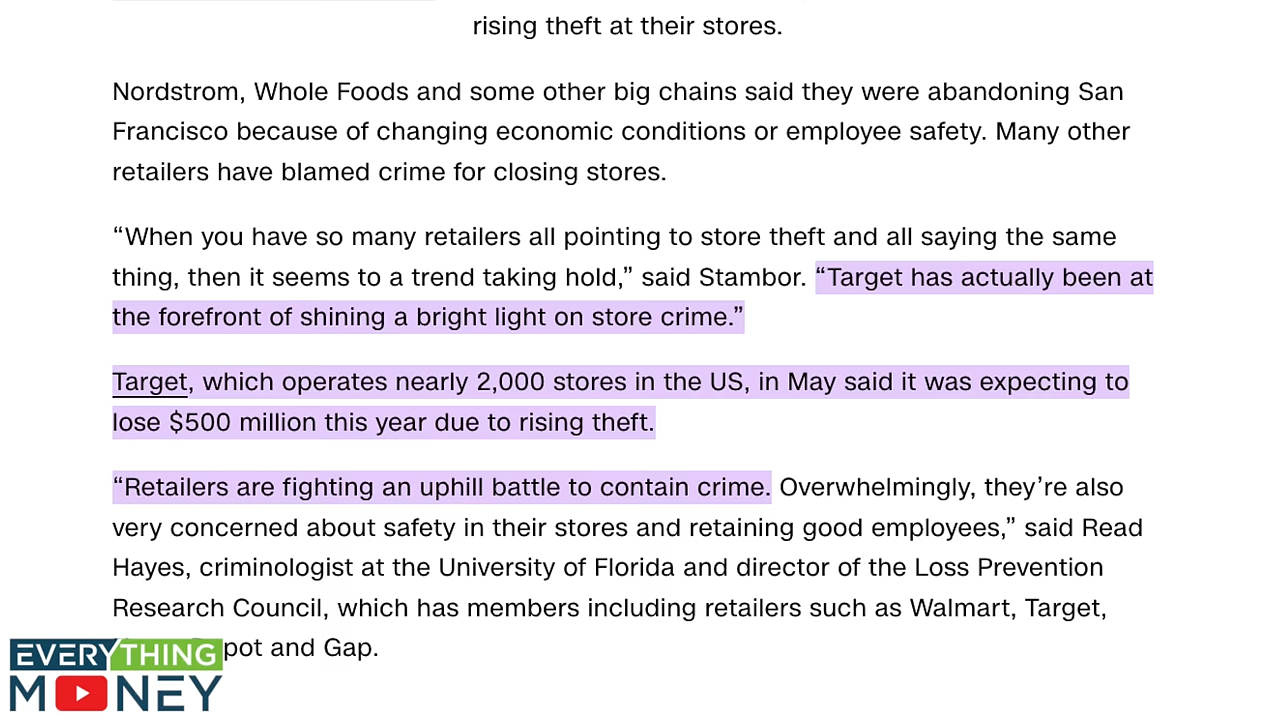 rising theft at their stores.
Nordstrom, Whole Foods and some other big chains said they were abandoning San
Francisco because of changing economic conditions or employee safety. Many other
retailers have blamed crime for closing stores.
“When you have so many retailers all pointing to store theft and all saying the same
thing, then it seems to a trend taking hold,” said Stambor. “Target has actually been at
the forefront of shining a bright light on store crime.”
Target, which operates nearly 2,000 stores in the US, in May said it was expecting to
lose $500 million this year due to rising theft.
“Retailers are fighting an uphill battle to contain crime. Overwhelmingly, they’re also
very concerned about safety in their stores and retaining good employees,” said Read
Hayes, criminologist at the University of Florida and director of the Loss Prevention
Research Council, which has members including retailers such as Walmart, Target,
pot and Gap.
EVERYTHING
MONEY